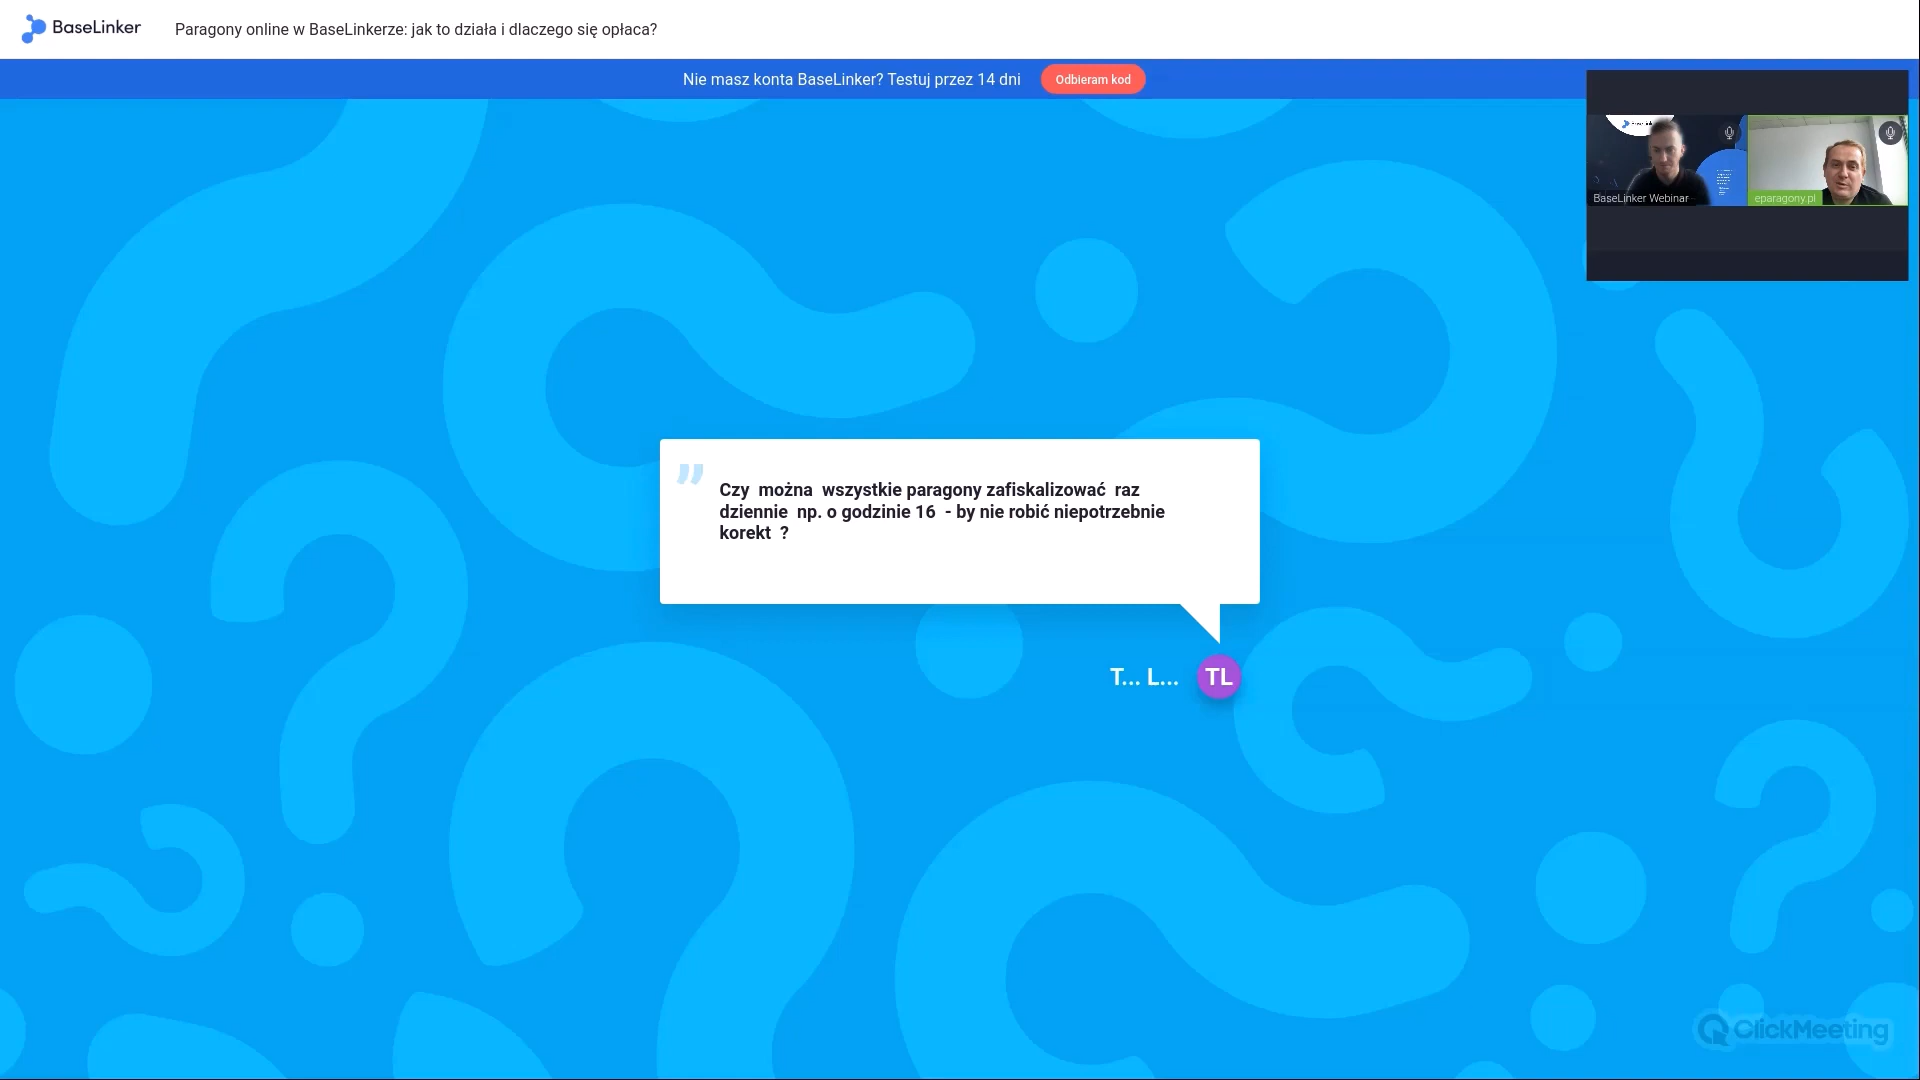 BaseLinker
Paragony online w BaseLinkerze: jak to działa i dlaczego się opłaca?
Nie masz konta BaseLinker? Testuj przez 14 dni
Odbieram kod
BaseLinker Webinar
eparagony.pl
Czy można wszystkie paragony zafiskalizować raz
dziennie np. o godzinie 16 - by nie robić niepotrzebnie
korekt ?
T... L...
TL
ClickMeeting